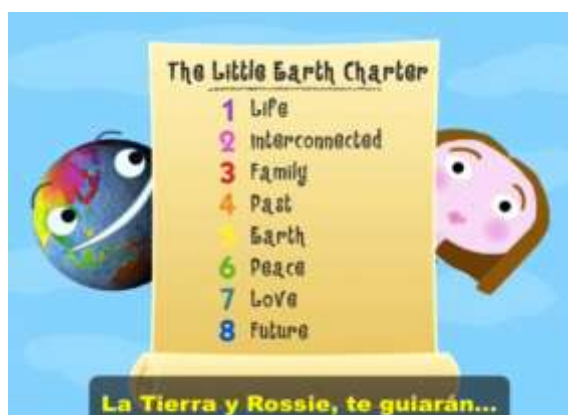 The Little Earth Charter
1 Life
2 Interconnected
3 Family
4 Past
5 Earth
6 Peace
7 Love
8 Future
La Tierra y Rossie, te guiarán...